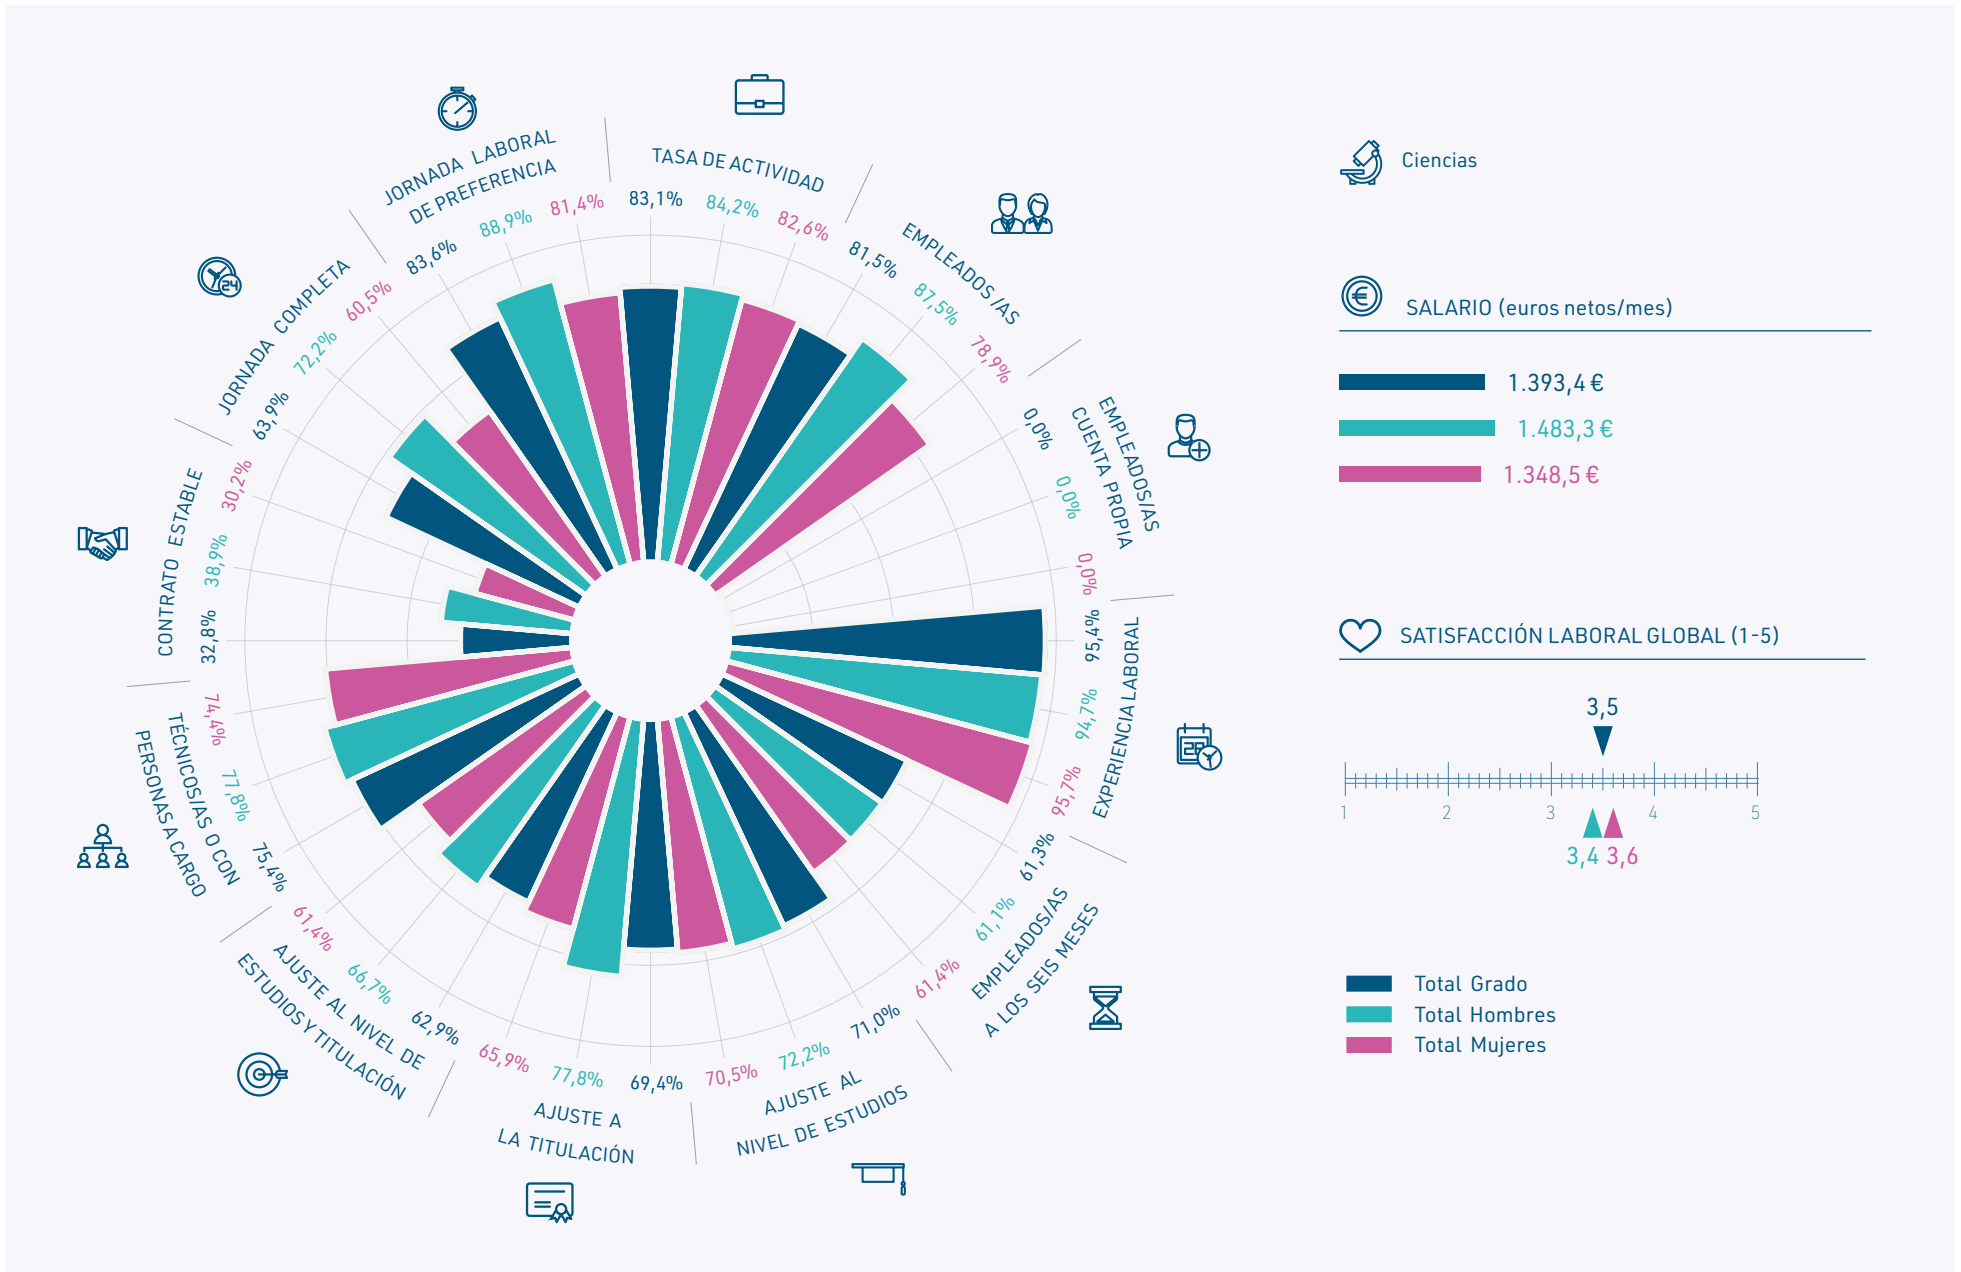 TASA DE ACTIVIDAD
83,1%
84,2%
82,6%
EMPLEADOS /AS
81,5%
87,5%
78,9%
EMPLEADOS/AS
CUENTA PROPIA
0,0%
0,0%
0,0%
EXPERIENCIA LABORAL
95,4%
94,7%
95,7%
EMPLEADOS/AS
A LOS SEIS MESES
61,3%
61,1%
61,4%
AJUSTE AL
NIVEL DE ESTUDIOS
71,0%
72,2%
70,5%
AJUSTE A
LA TITULACIÓN
69,4%
77,8%
65,9%
AJUSTE AL NIVEL DE
ESTUDIOS Y TITULACIÓN
62,9%
66,7%
61,4%
TÉCNICOS/AS O CON
PERSONAS A CARGO
75,4%
77,8%
74,4%
CONTRATO ESTABLE
32,8%
38,9%
30,2%
JORNADA COMPLETA
63,9%
72,2%
60,5%
JORNADA LABORAL
DE PREFERENCIA
83,6%
88,9%
81,4%
24
20
Ciencias
€
SALARIO (euros netos/mes)
1.393,4 €
1.483,3 €
1.348,5 €
SATISFACCIÓN LABORAL GLOBAL (1-5)
3,5
1 2 3 4 5
3,4 3,6
Total Grado
Total Hombres
Total Mujeres